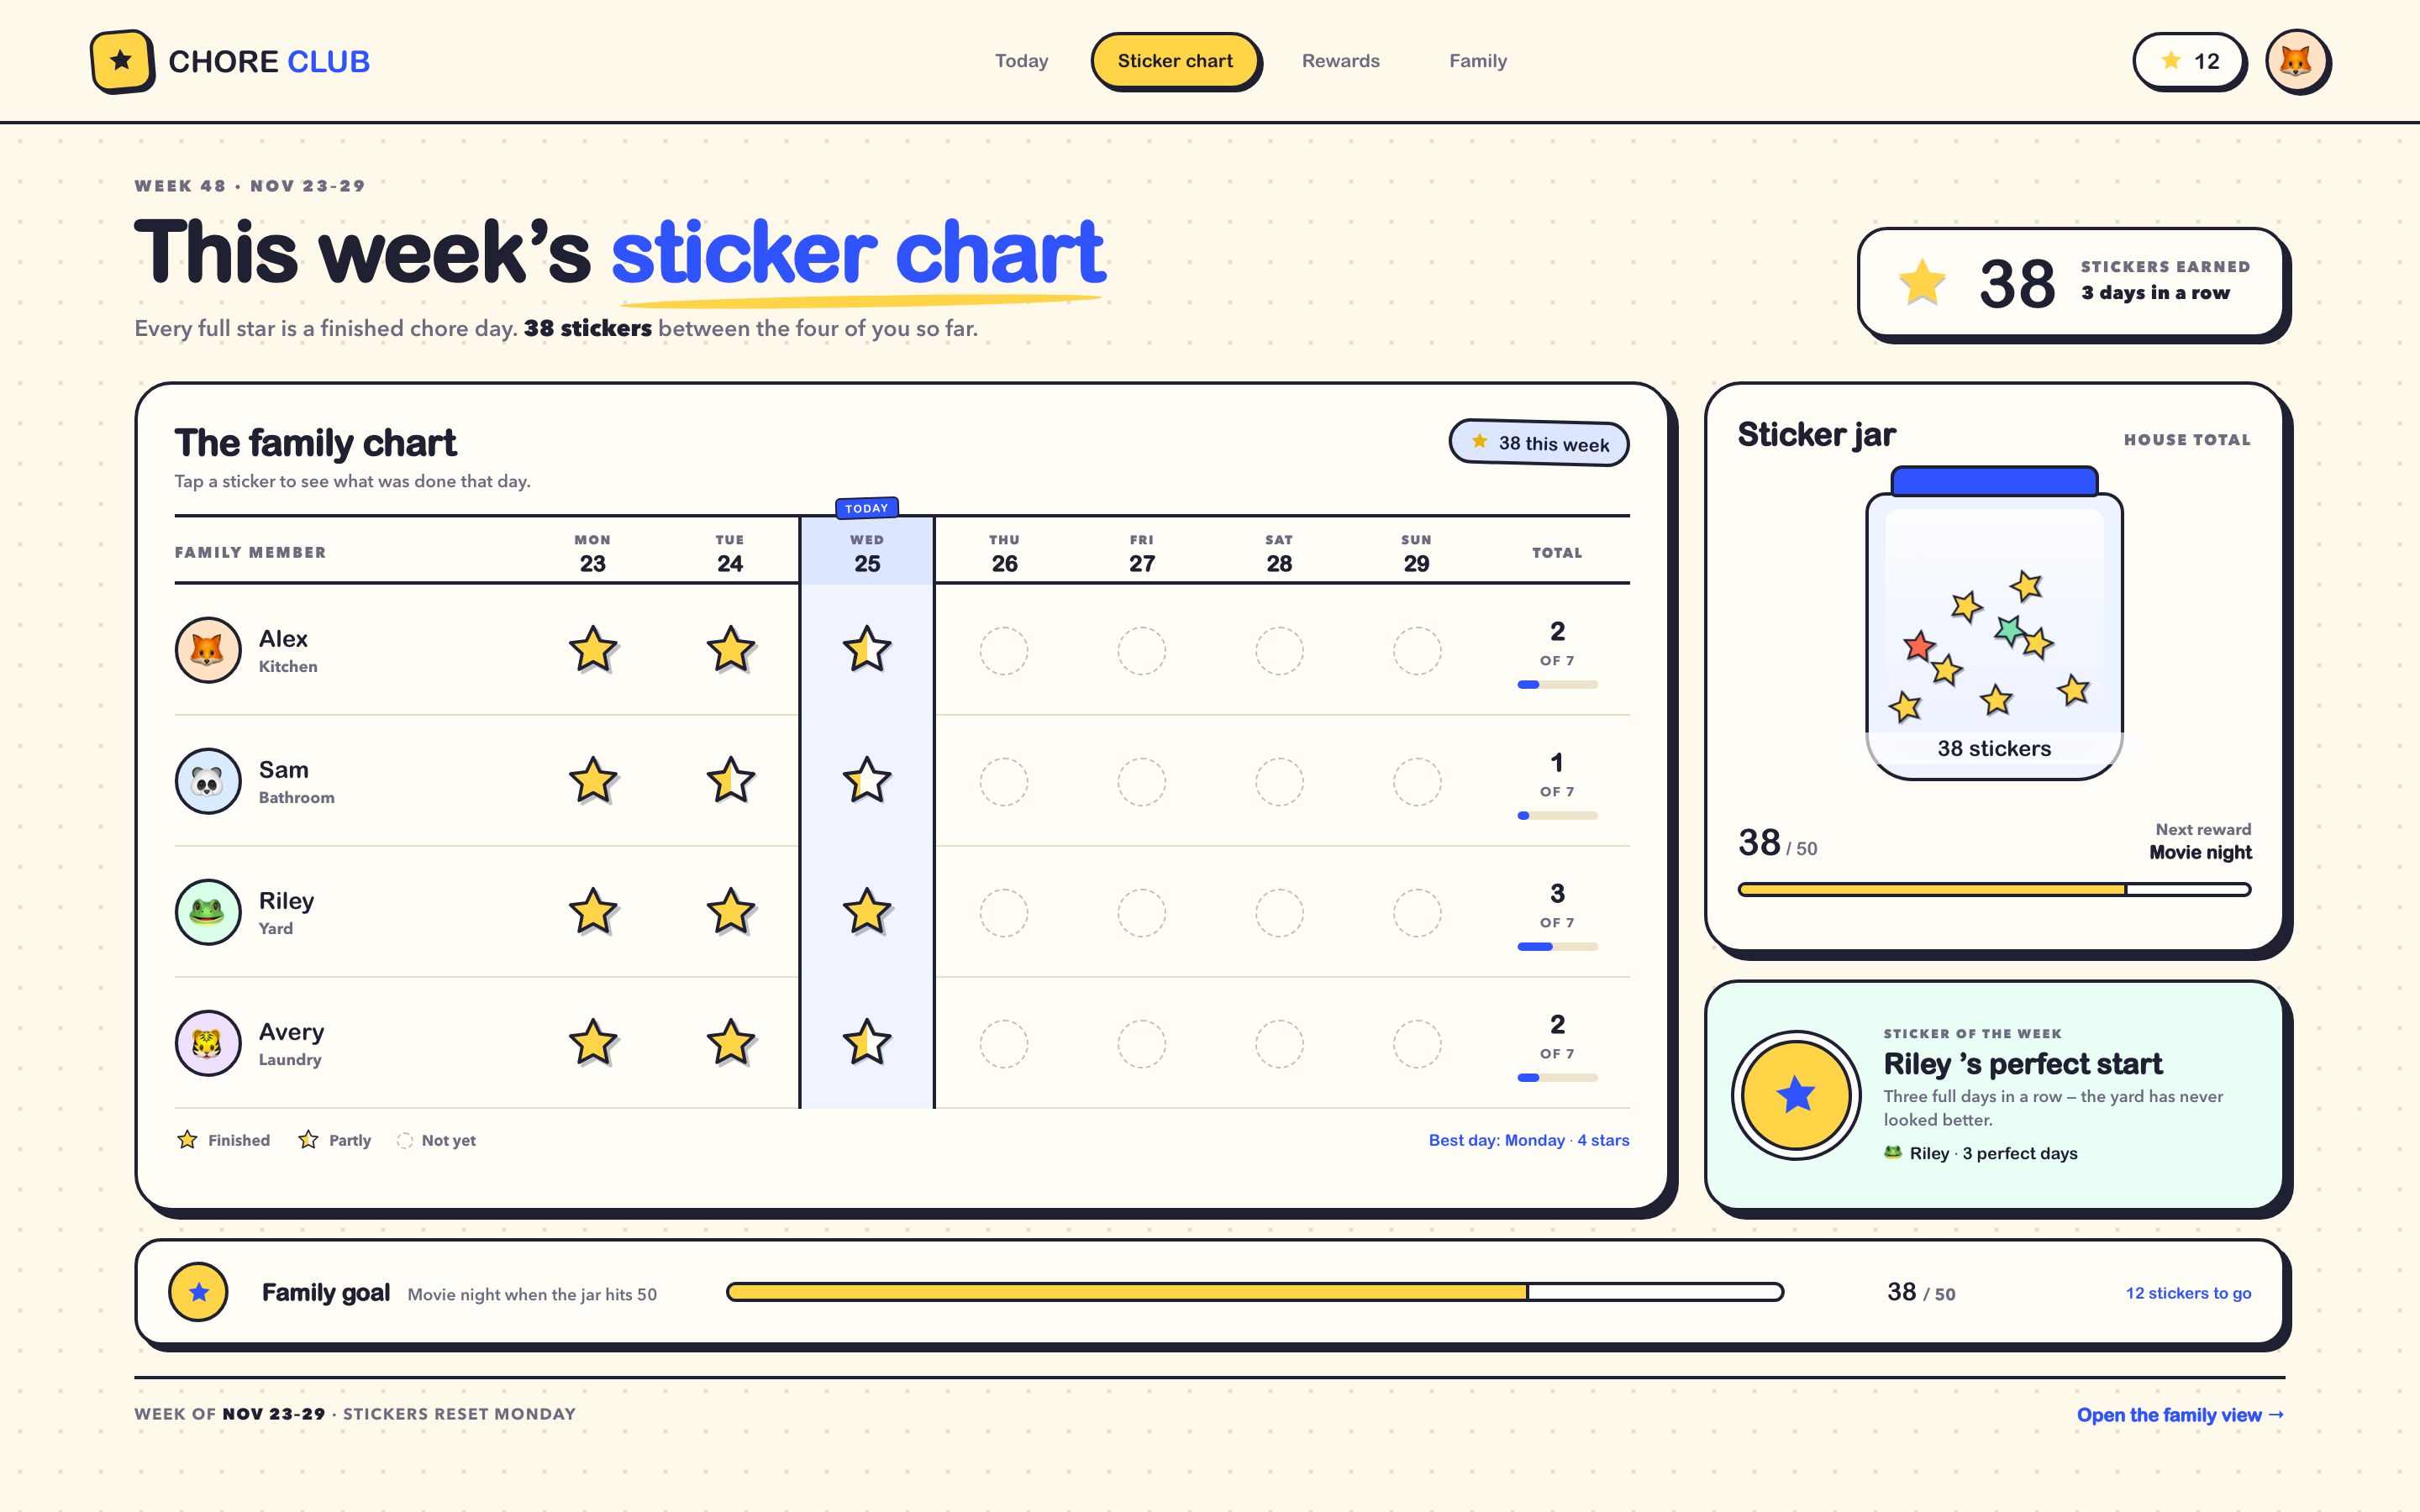 CHORE CLUB
Today
Sticker chart
Rewards
Family
12
WEEK 48 · NOV 23–29
This week’s sticker chart
Every full star is a finished chore day. 38 stickers between the four of you so far.
38
STICKERS EARNED
3 days in a row
The family chart
Tap a sticker to see what was done that day.
38 this week
TODAY
FAMILY MEMBER
MON 23
TUE 24
WED 25
THU 26
FRI 27
SAT 28
SUN 29
TOTAL
Alex
Kitchen
2
OF 7
Sam
Bathroom
1
OF 7
Riley
Yard
3
OF 7
Avery
Laundry
2
OF 7
Finished
Partly
Not yet
Best day: Monday · 4 stars
Sticker jar
HOUSE TOTAL
38 stickers
38 / 50
Next reward
Movie night
STICKER OF THE WEEK
Riley ’s perfect start
Three full days in a row – the yard has never
looked better.
Riley · 3 perfect days
Family goal
Movie night when the jar hits 50
38 / 50
12 stickers to go
WEEK OF NOV 23–29 · STICKERS RESET MONDAY
Open the family view →